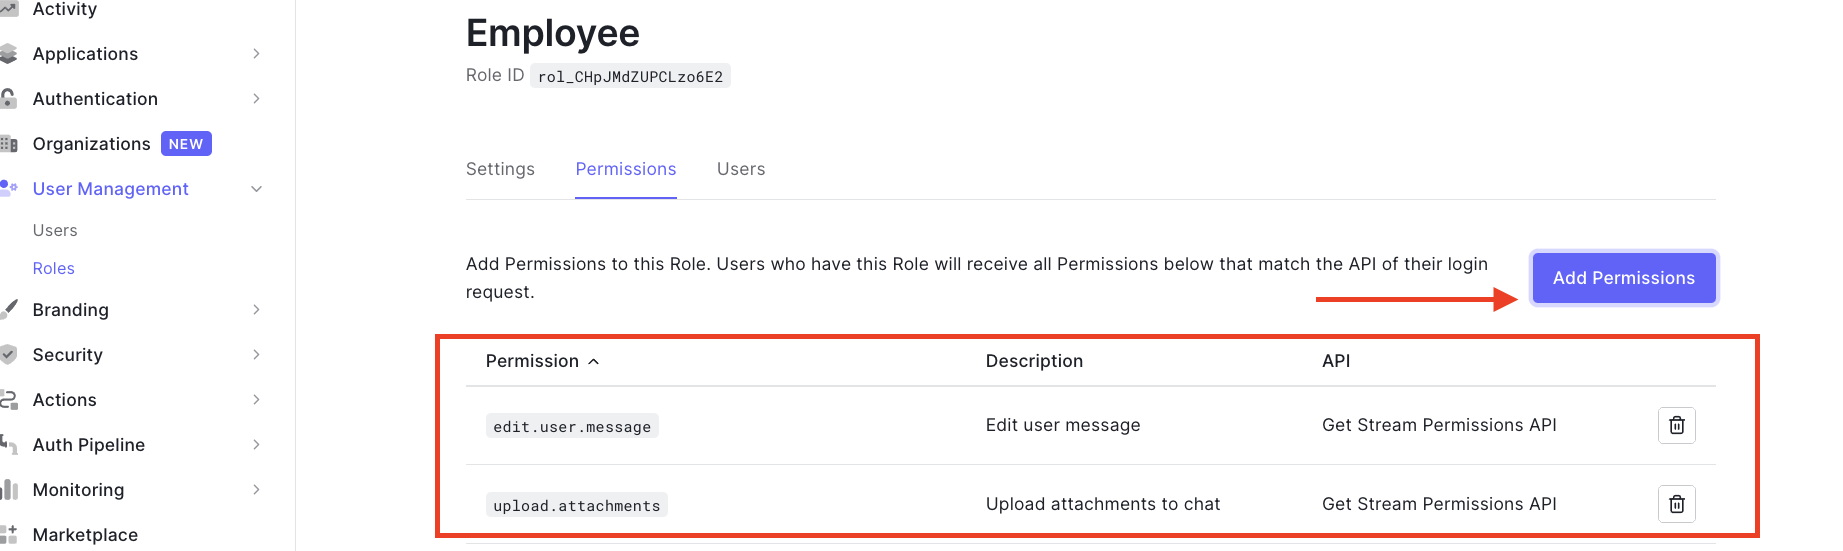 Activity
Applications
Authentication
Organizations NEW
User Management
Users
Roles
Branding
Security
Actions
Auth Pipeline
Monitoring
Marketplace
Employee
Role ID rol_CHpJMdZUPCLzo6E2
Settings Permissions Users
Add Permissions to this Role. Users who have this Role will receive all Permissions below that match the API of their login
request.
Add Permissions
Permission Description API
edit.user.message Edit user message Get Stream Permissions API
upload.attachments Upload attachments to chat Get Stream Permissions API